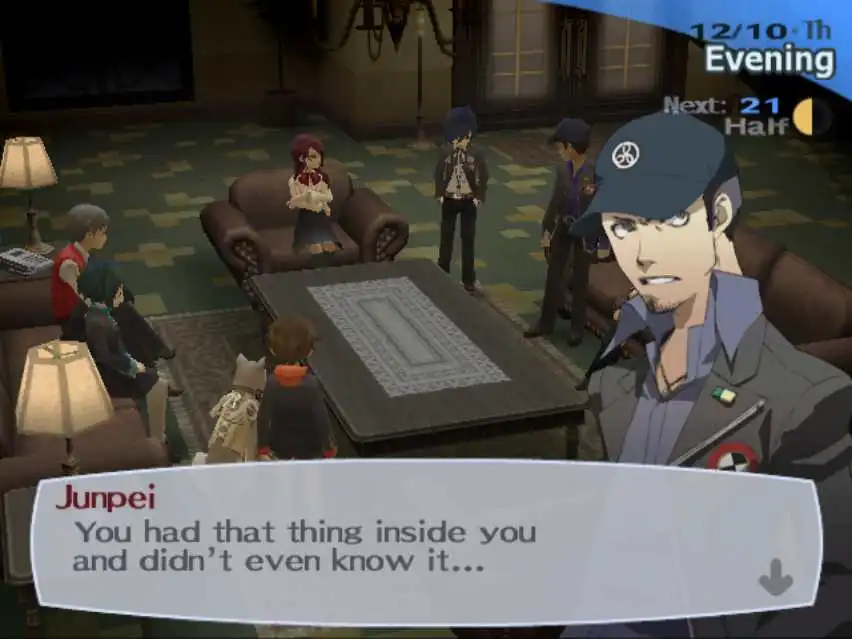 12/10・Th
Evening
Next: 21
Half
Junpei
You had that thing inside you
and didn't even know it...